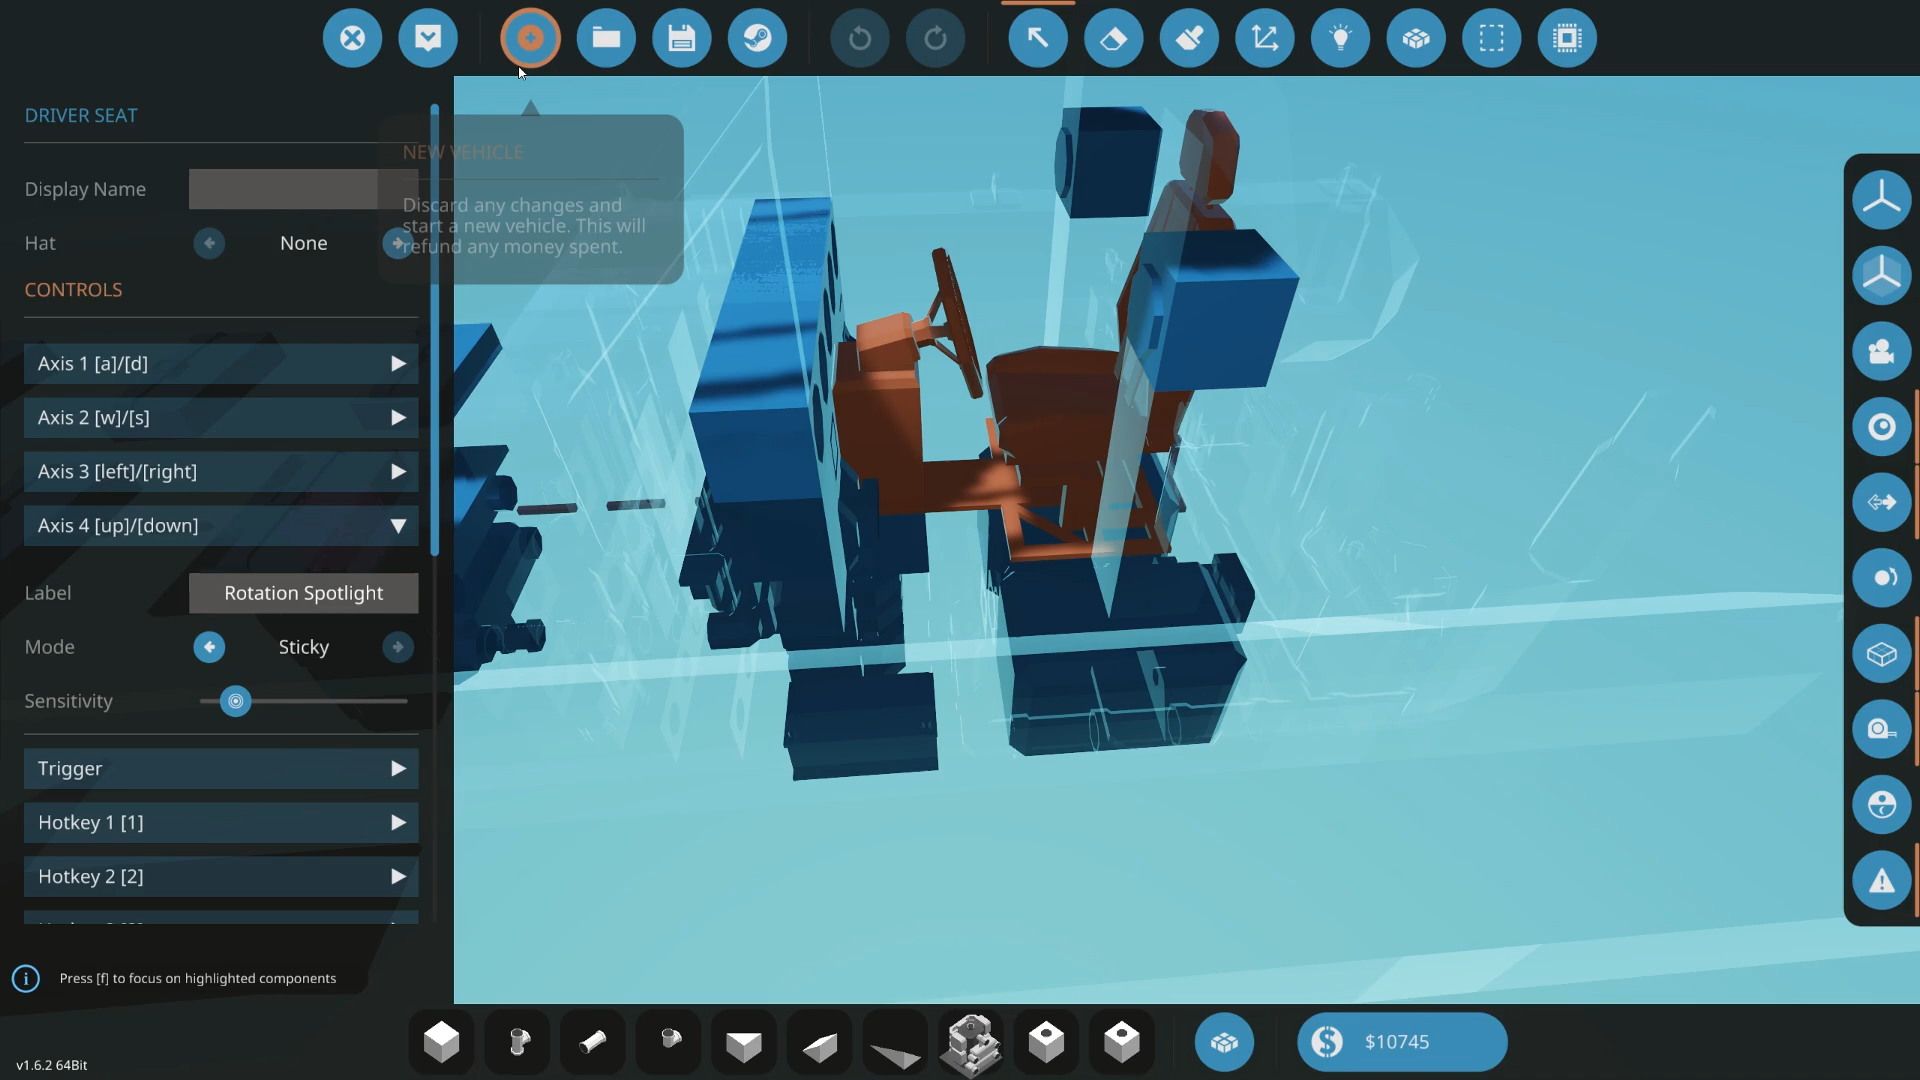 DRIVER SEAT
Display Name
Hat
None
CONTROLS
Axis 1 [a]/[d]
Axis 2 [w]/[s]
Axis 3 [left]/[right]
Axis 4 [up]/[down]
Label
Rotation Spotlight
Mode
Sticky
Sensitivity
Trigger
Hotkey 1 [1]
Hotkey 2 [2]
Press [f] to focus on highlighted components
v1.6.2 64Bit
NEW VEHICLE
Discard any changes and
start a new vehicle. This will
refund any money spent.
$10745